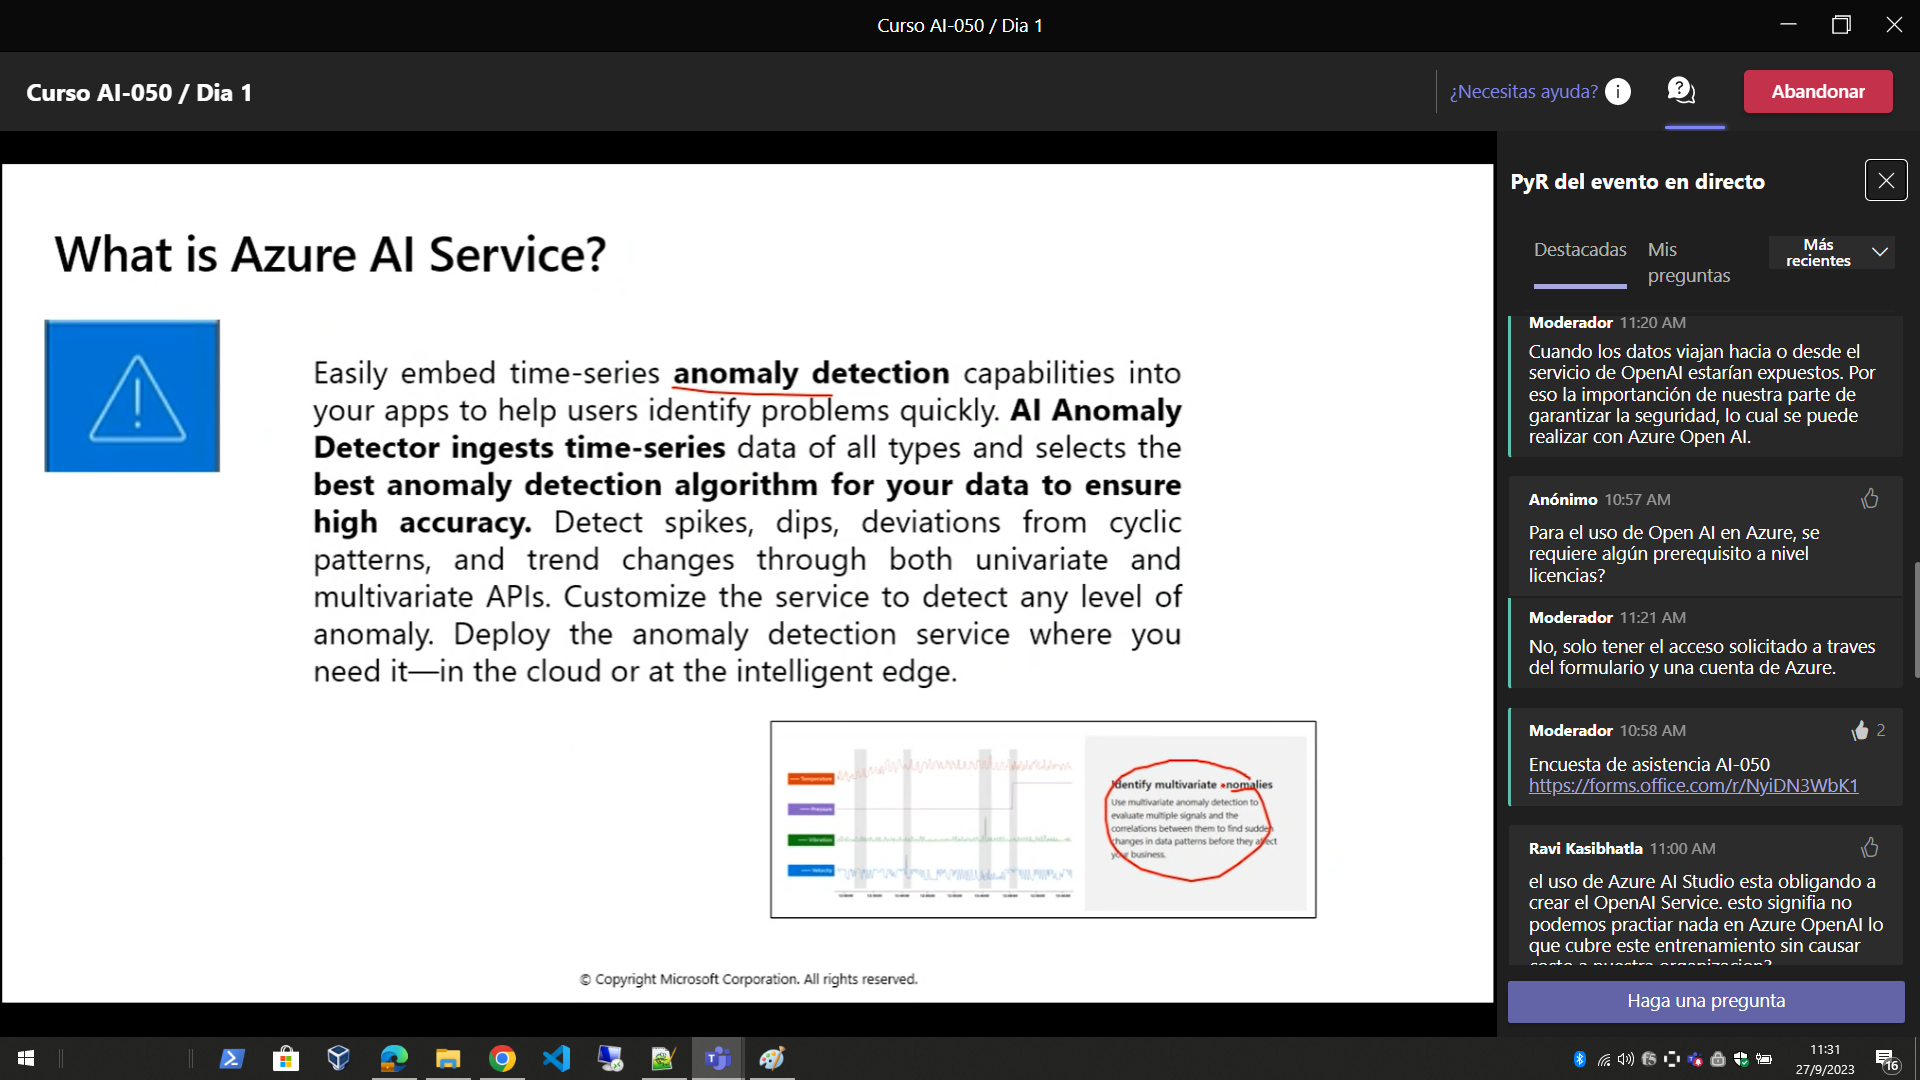 Curso AI-050 / Dia 1
Curso AI-050 / Dia 1
¿Necesitas ayuda?
Abandonar
What is Azure AI Service?
Easily embed time-series anomaly detection capabilities into
your apps to help users identify problems quickly. AI Anomaly
Detector ingests time-series data of all types and selects the
best anomaly detection algorithm for your data to ensure
high accuracy. Detect spikes, dips, deviations from cyclic
patterns, and trend changes through both univariate and
multivariate APIs. Customize the service to detect any level of
anomaly. Deploy the anomaly detection service where you
need it—in the cloud or at the intelligent edge.
Temperature
Pressure
Vibration
Velocity
Identify multivariate anomalies
Use multivariate anomaly detection to
evaluate multiple signals and the
correlations between them to find sudden
changes in data patterns before they affect
your business.
© Copyright Microsoft Corporation. All rights reserved.
PyR del evento en directo
Destacadas
Mis
preguntas
Más
recientes
Moderador 11:20 AM
Cuando los datos viajan hacia o desde el
servicio de OpenAI estarían expuestos. Por
eso la importanción de nuestra parte de
garantizar la seguridad, lo cual se puede
realizar con Azure Open AI.
Anónimo 10:57 AM
Para el uso de Open AI en Azure, se
requiere algún prerequisito a nivel
licencias?
Moderador 11:21 AM
No, solo tener el acceso solicitado a traves
del formulario y una cuenta de Azure.
Moderador 10:58 AM
2
Encuesta de asistencia AI-050
https://forms.office.com/r/NyiDN3WbK1
Ravi Kasibhatla 11:00 AM
el uso de Azure AI Studio esta obligando a
crear el OpenAI Service. esto signifia no
podemos practiar nada en Azure OpenAI lo
que cubre este entrenamiento sin causar
costo a nuestra organizacion?
Haga una pregunta
11:31
27/9/2023
16